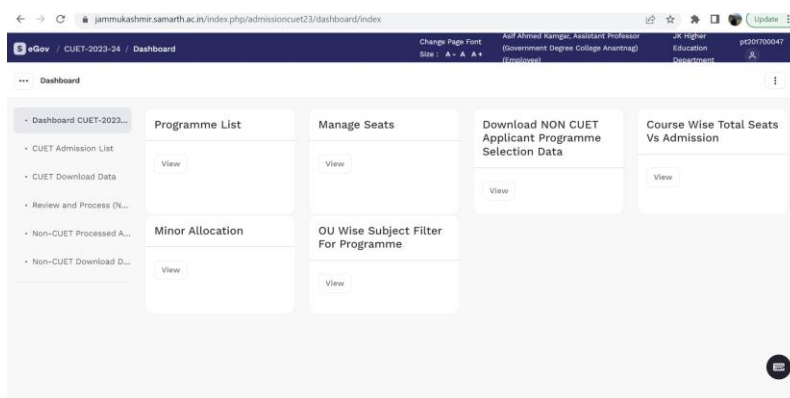 jammukashmir.samarth.ac.in/index.php/admissioncuet23/dashboard/index
Update
S eGov / CUET-2023-24 / Dashboard
Change Page Font
Size : A - A A +
Asif Ahmed Kamgar, Assistant Professor
(Government Degree College Anantnag)
(Employee)
JK Higher
Education
Department
pt201700047
Dashboard
Dashboard CUET-2023...
CUET Admission List
CUET Download Data
Review and Process (N...
Non-CUET Processed A...
Non-CUET Download D...
Programme List
View
Manage Seats
View
Download NON CUET
Applicant Programme
Selection Data
View
Course Wise Total Seats
Vs Admission
View
Minor Allocation
View
OU Wise Subject Filter
For Programme
View